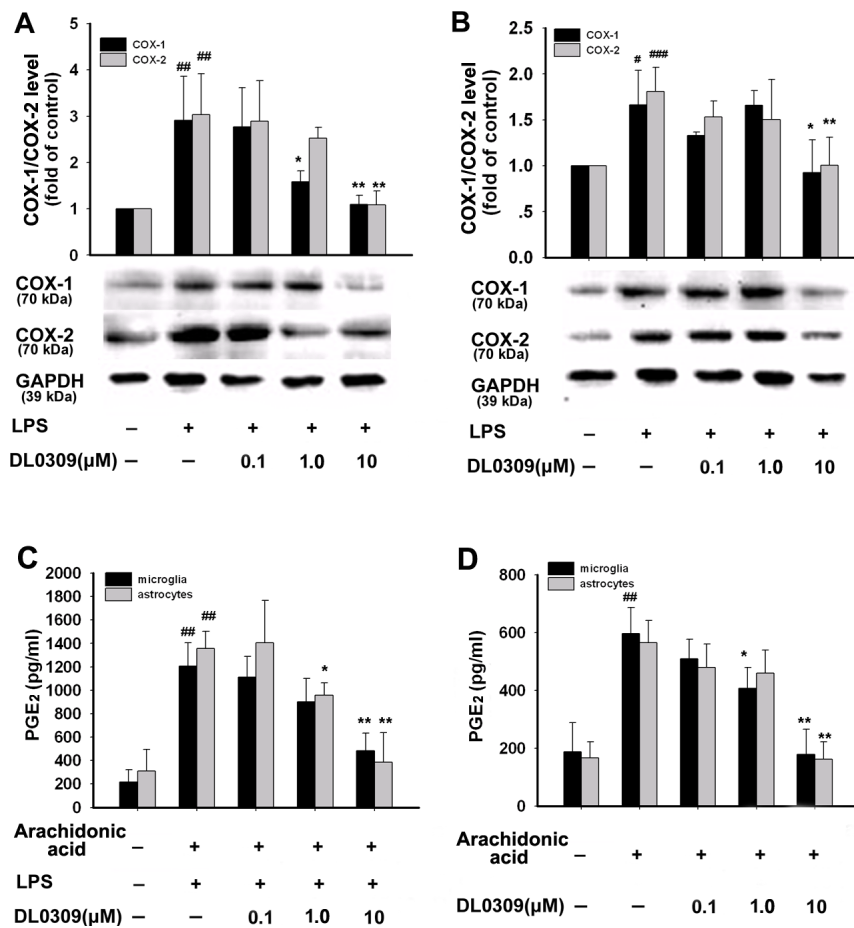 A
COX-1
COX-2
COX-1/COX-2 level
(fold of control)
5
4
3
2
1
0
##
##
*
**
**
COX-1
(70 kDa)
COX-2
(70 kDa)
GAPDH
(39 kDa)
LPS – + + + +
DL0309(μM) – – 0.1 1.0 10
B
COX-1
COX-2
COX-1/COX-2 level
(fold of control)
2.5
2.0
1.5
1.0
.5
0.0
#
###
*
**
COX-1
(70 kDa)
COX-2
(70 kDa)
GAPDH
(39 kDa)
LPS – + + + +
DL0309(μM) – – 0.1 1.0 10
C
microglia
astrocytes
PGE2 (pg/ml)
2000
1800
1600
1400
1200
1000
800
600
400
200
0
##
##
*
**
**
Arachidonic
acid – + + + +
LPS – + + + +
DL0309(μM) – – 0.1 1.0 10
D
microglia
astrocytes
PGE2 (pg/ml)
800
600
400
200
0
##
*
**
**
Arachidonic
acid – + + + +
DL0309(μM) – – 0.1 1.0 10